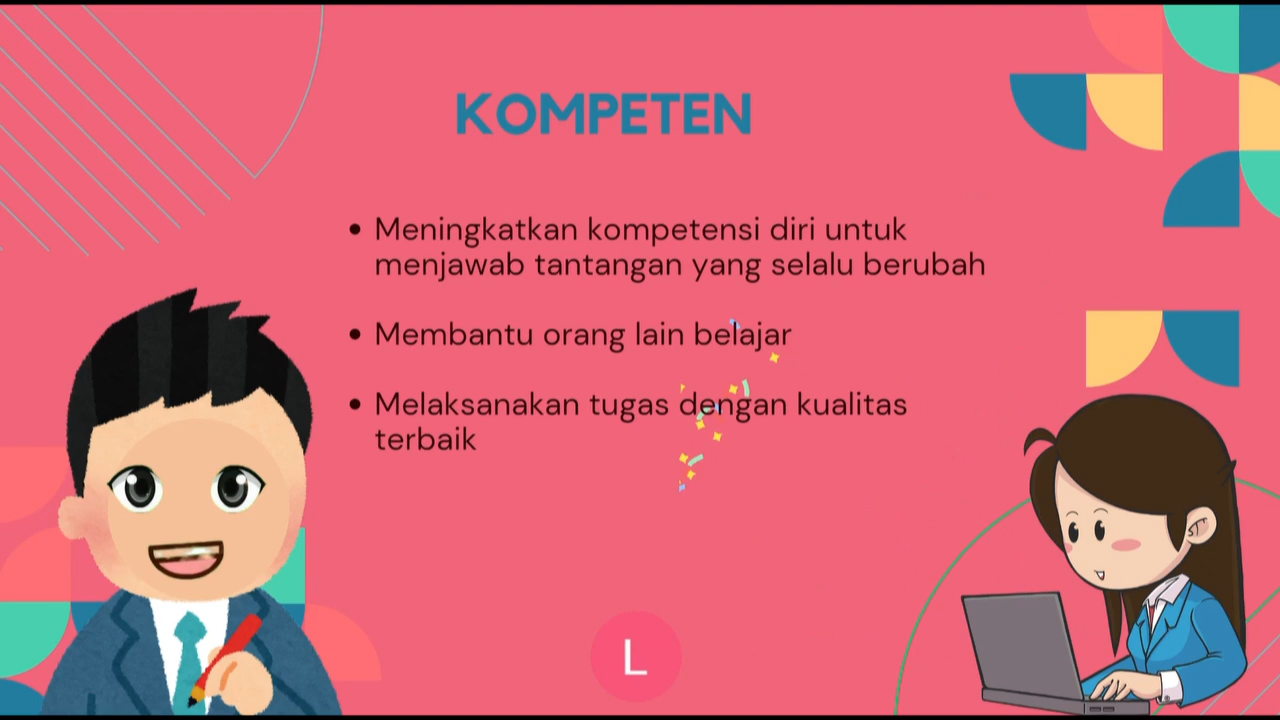 KOMPETEN
• Meningkatkan kompetensi diri untuk
menjawab tantangan yang selalu berubah
• Membantu orang lain belajar
• Melaksanakan tugas dengan kualitas
terbaik
L